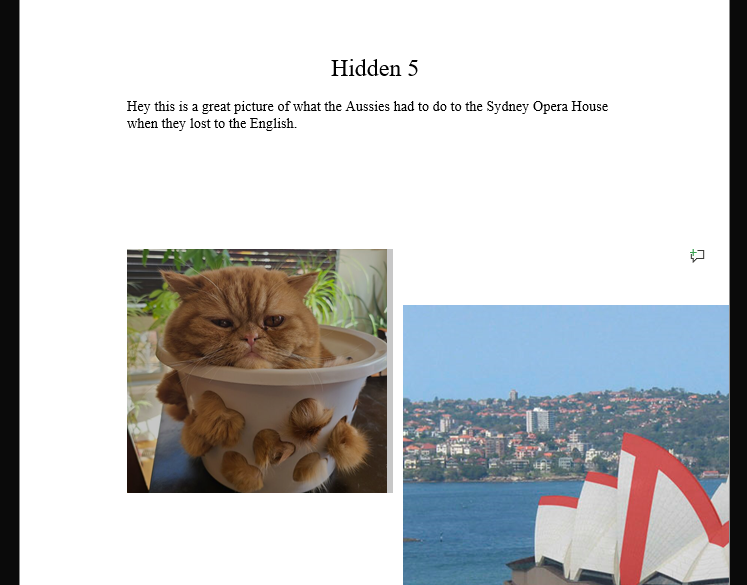 Hidden 5
Hey this is a great picture of what the Aussies had to do to the Sydney Opera House
when they lost to the English.